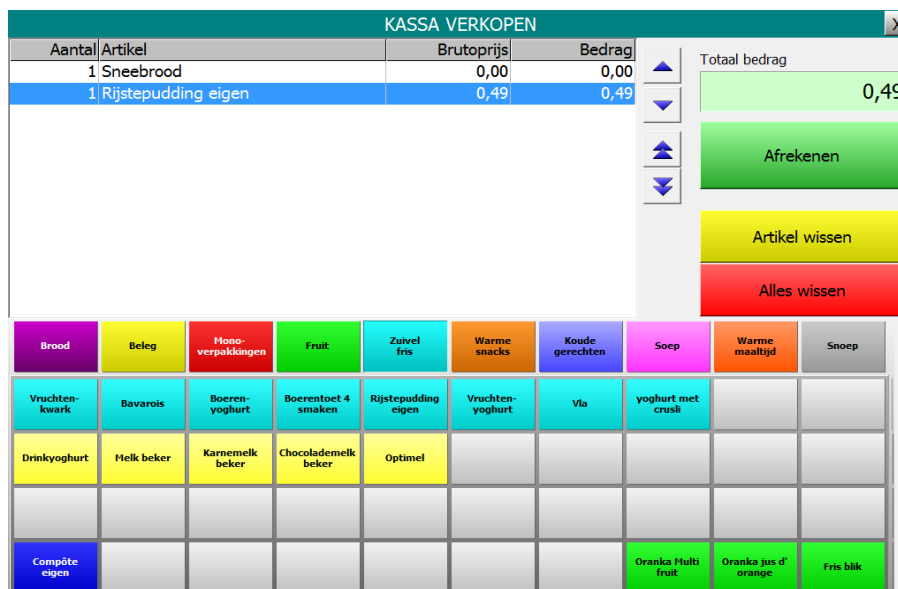 KASSA VERKOPEN
X
Aantal Artikel Brutoprijs Bedrag
1 Sneebrood 0,00 0,00
1 Rijstepudding eigen 0,49 0,49
Totaal bedrag
0,49
Afrekenen
Artikel wissen
Alles wissen
Brood
Beleg
Mono-
verpakkingen
Fruit
Zuivel
fris
Warme
snacks
Koude
gerechten
Soep
Warme
maaltijd
Snoep
Vruchten-
kwark
Bavarois
Boeren-
yoghurt
Boerentoet 4
smaken
Rijstepudding
eigen
Vruchten-
yoghurt
Vla
yoghurt met
crusli
Drinkyoghurt
Melk beker
Karnemelk
beker
Chocolademelk
beker
Optimel
Compôte
eigen
Oranka Multi
fruit
Oranka jus d'
orange
Fris blik